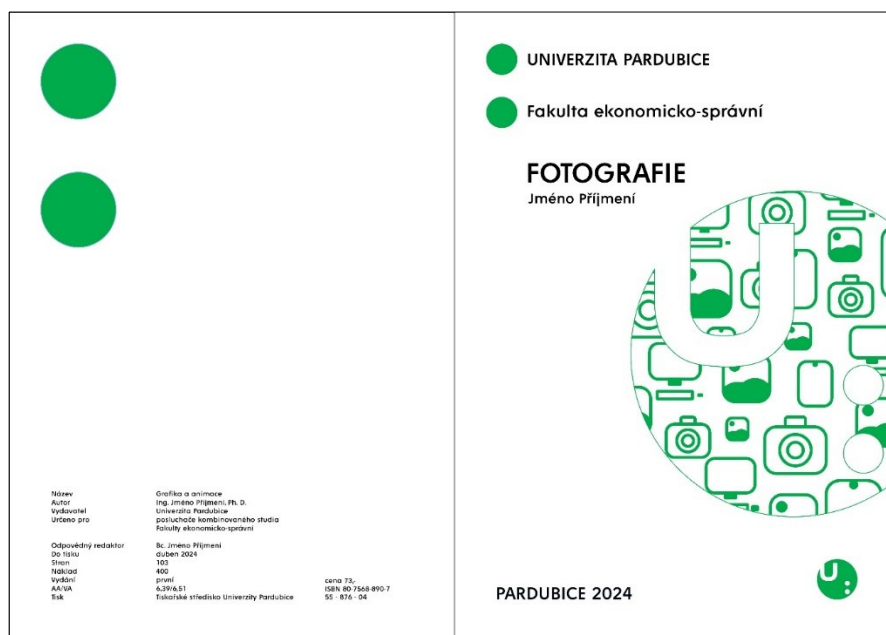 Název Grafika a animace
Autor Ing. Jméno Příjmení, Ph. D.
Vydavatel Univerzita Pardubice
Určeno pro posluchače kombinovaného studia
Fakulty ekonomicko-správní
Odpovědný redaktor Bc. Jméno Příjmení
Do tisku duben 2024
Stran 103
Náklad 400
Vydání první cena 73,-
AA/VA 6,39/6,51 ISBN 80-7568-890-7
Tisk Tiskařské středisko Univerzity Pardubice 55 - 876 - 04
UNIVERZITA PARDUBICE
Fakulta ekonomicko-správní
FOTOGRAFIE
Jméno Příjmení
U:
PARDUBICE 2024
U: